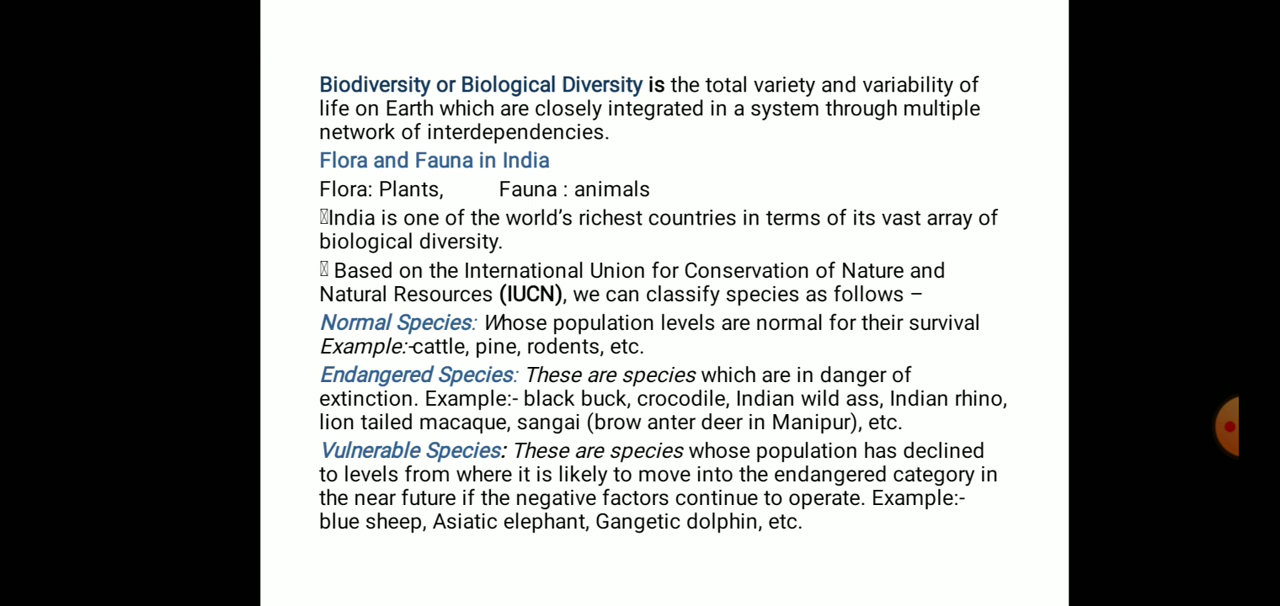 Biodiversity or Biological Diversity is the total variety and variability of
life on Earth which are closely integrated in a system through multiple
network of interdependencies.
Flora and Fauna in India
Flora: Plants, Fauna : animals
India is one of the world's richest countries in terms of its vast array of
biological diversity.
Based on the International Union for Conservation of Nature and
Natural Resources (IUCN), we can classify species as follows –
Normal Species: Whose population levels are normal for their survival
Example:-cattle, pine, rodents, etc.
Endangered Species: These are species which are in danger of
extinction. Example:- black buck, crocodile, Indian wild ass, Indian rhino,
lion tailed macaque, sangai (brow anter deer in Manipur), etc.
Vulnerable Species: These are species whose population has declined
to levels from where it is likely to move into the endangered category in
the near future if the negative factors continue to operate. Example:-
blue sheep, Asiatic elephant, Gangetic dolphin, etc.